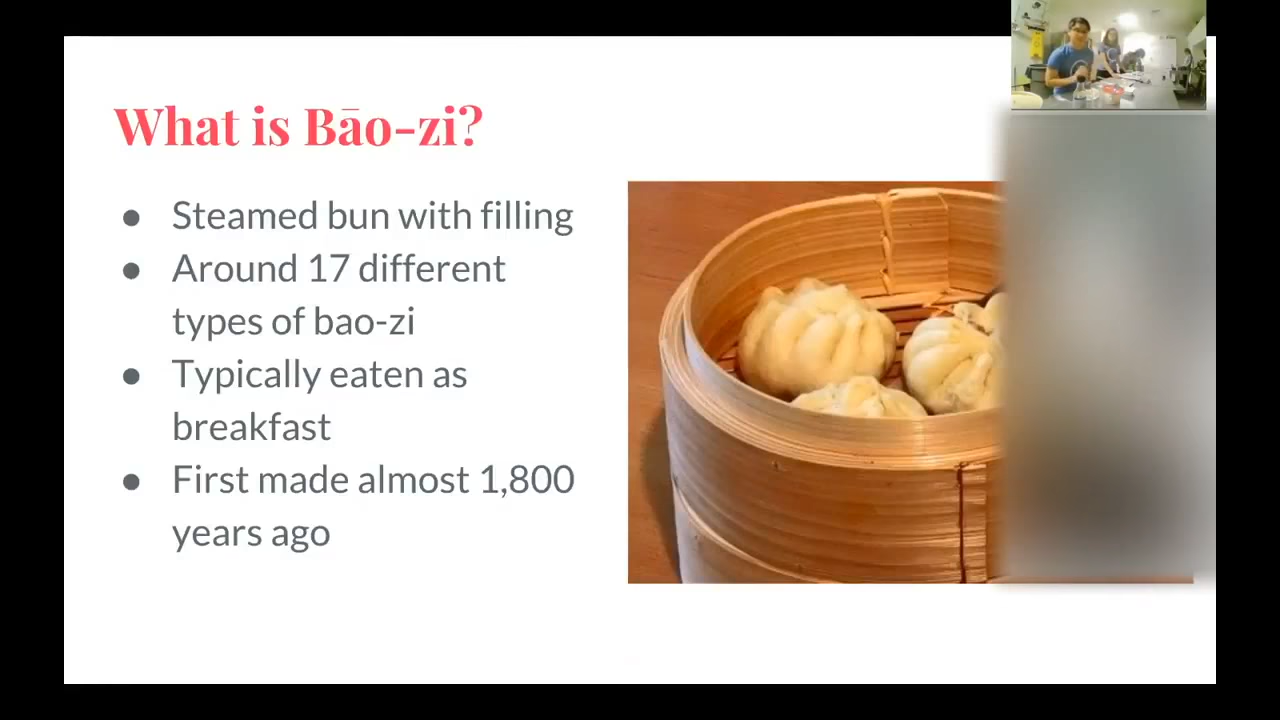 What is Bāo-zi?
● Steamed bun with filling
● Around 17 different
types of bao-zi
● Typically eaten as
breakfast
● First made almost 1,800
years ago